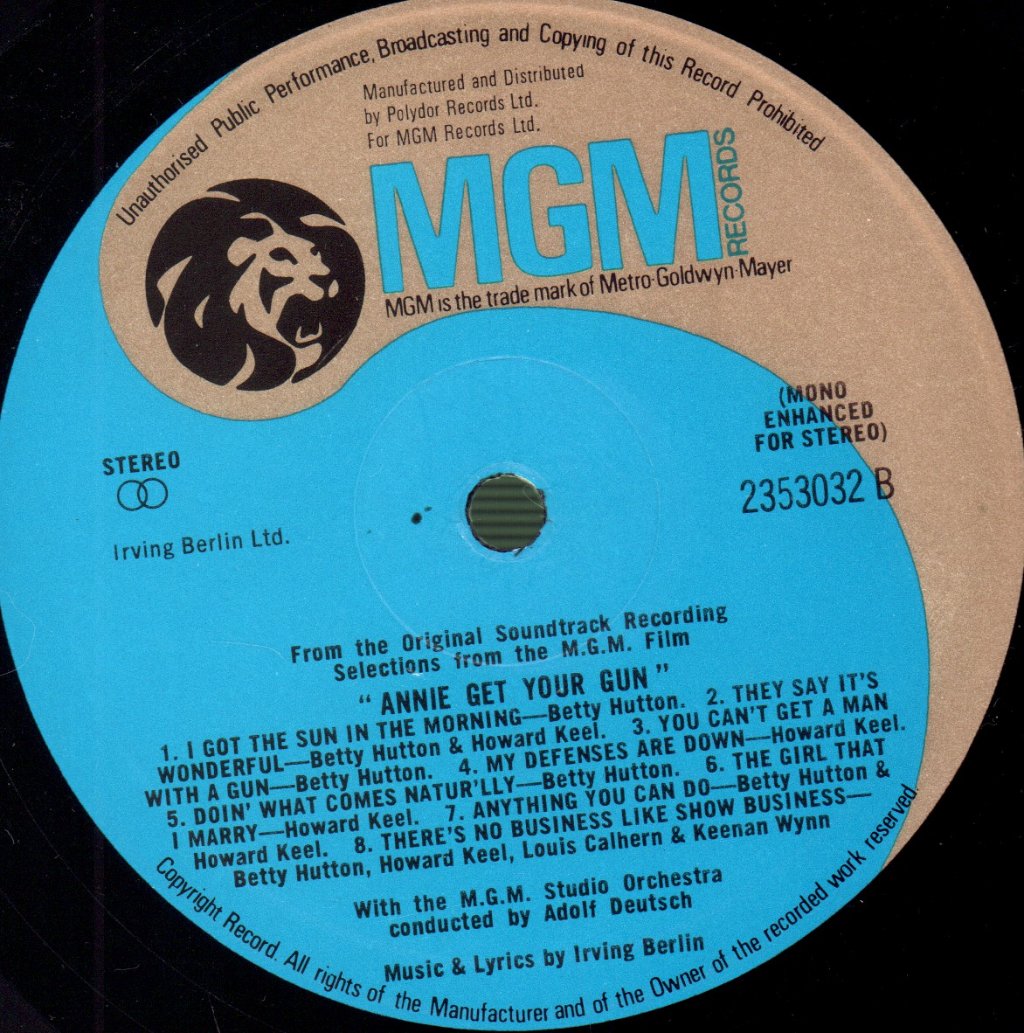 Unauthorised Public Performance, Broadcasting and Copying of this Record Prohibited
Manufactured and Distributed
by Polydor Records Ltd.
For MGM Records Ltd.
MGM
RECORDS
MGM is the trade mark of Metro-Goldwyn-Mayer
(MONO
ENHANCED
FOR STEREO)
STEREO
2353032 B
Irving Berlin Ltd.
From the Original Soundtrack Recording
Selections from the M.G.M. Film
“ ANNIE GET YOUR GUN ”
1. I GOT THE SUN IN THE MORNING—Betty Hutton. 2. THEY SAY IT'S
WONDERFUL—Betty Hutton & Howard Keel. 3. YOU CAN'T GET A MAN
WITH A GUN—Betty Hutton. 4. MY DEFENSES ARE DOWN—Howard Keel.
5. DOIN' WHAT COMES NATUR'LLY—Betty Hutton. 6. THE GIRL THAT
I MARRY—Howard Keel. 7. ANYTHING YOU CAN DO—Betty Hutton &
Howard Keel. 8. THERE'S NO BUSINESS LIKE SHOW BUSINESS—
Betty Hutton, Howard Keel, Louis Calhern & Keenan Wynn
With the M.G.M. Studio Orchestra
conducted by Adolf Deutsch
Music & Lyrics by Irving Berlin
Copyright Record. All rights of the Manufacturer and of the Owner of the recorded work reserved